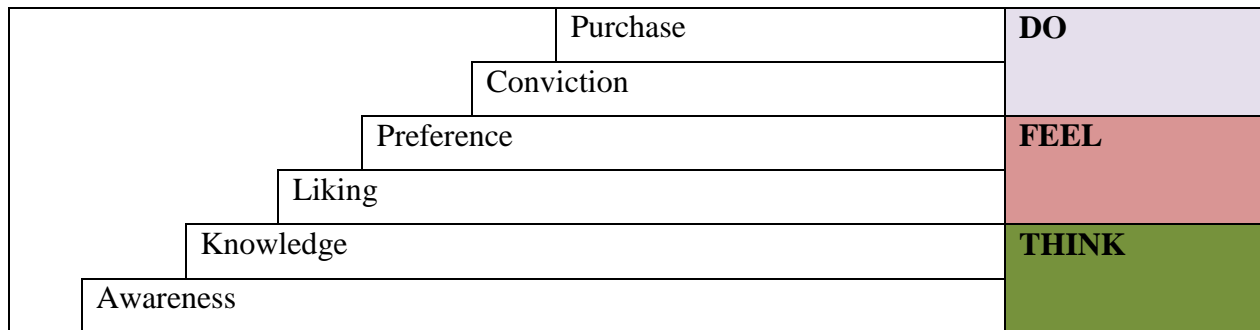 Purchase DO
Conviction
Preference FEEL
Liking
Knowledge THINK
Awareness